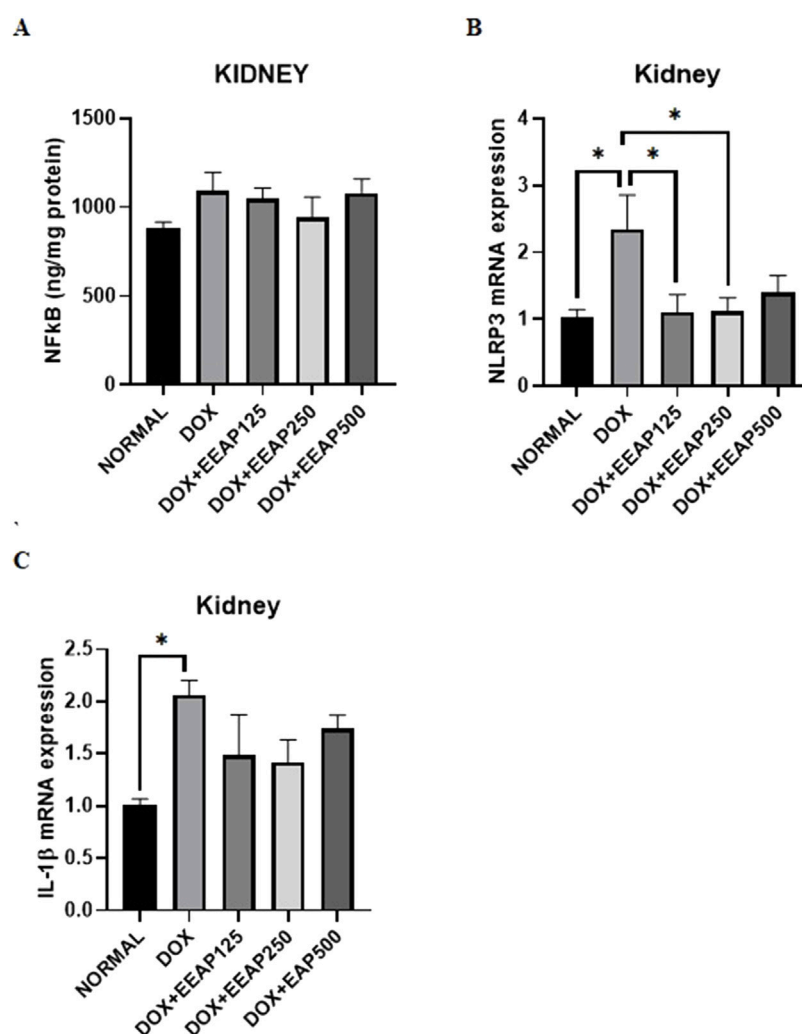 A
KIDNEY
NFkB (ng/mg protein)
1500
1000
500
0
NORMAL
DOX
DOX+EEAP125
DOX+EEAP250
DOX+EEAP500
B
Kidney
NLRP3 mRNA expression
4
3
2
1
0
* * *
NORMAL
DOX
DOX+EEAP125
DOX+EEAP250
DOX+EEAP500
C
Kidney
IL-1β mRNA expression
2.5
2.0
1.5
1.0
0.5
0.0
*
NORMAL
DOX
DOX+EEAP125
DOX+EEAP250
DOX+EAP500